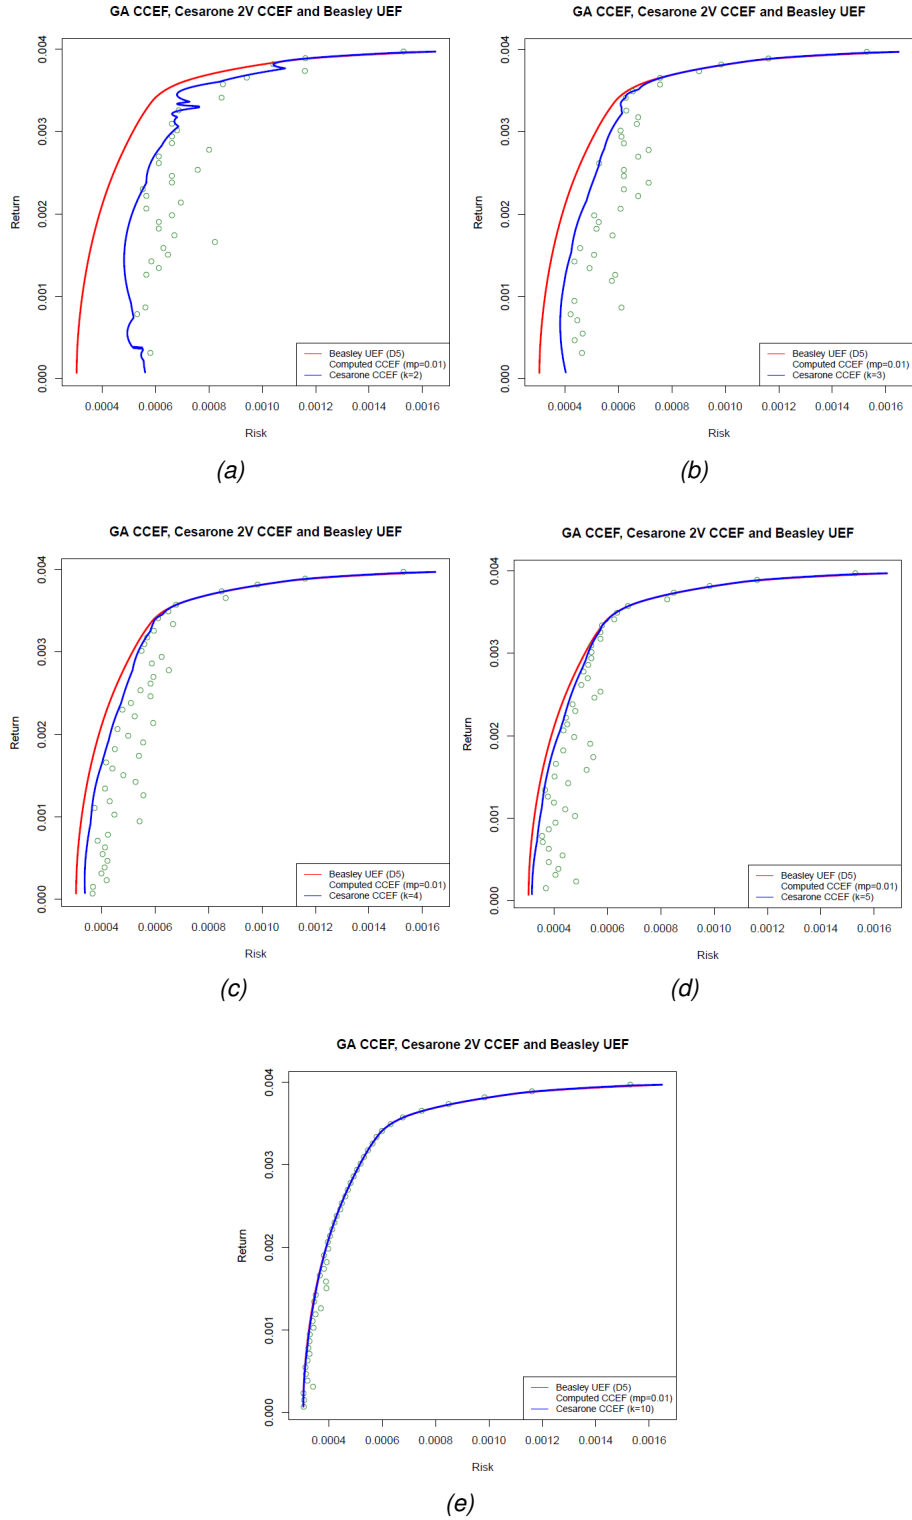 GA CCEF, Cesarone 2V CCEF and Beasley UEF
Return
0.004
0.003
0.002
0.001
0.000
Beasley UEF (D5)
Computed CCEF (mp=0.01)
Cesarone CCEF (k=2)
0.0004 0.0006 0.0008 0.0010 0.0012 0.0014 0.0016
Risk
(a)
GA CCEF, Cesarone 2V CCEF and Beasley UEF
Return
0.004
0.003
0.002
0.001
0.000
Beasley UEF (D5)
Computed CCEF (mp=0.01)
Cesarone CCEF (k=3)
0.0004 0.0006 0.0008 0.0010 0.0012 0.0014 0.0016
Risk
(b)
GA CCEF, Cesarone 2V CCEF and Beasley UEF
Return
0.004
0.003
0.002
0.001
0.000
Beasley UEF (D5)
Computed CCEF (mp=0.01)
Cesarone CCEF (k=4)
0.0004 0.0006 0.0008 0.0010 0.0012 0.0014 0.0016
Risk
(c)
GA CCEF, Cesarone 2V CCEF and Beasley UEF
Return
0.004
0.003
0.002
0.001
0.000
Beasley UEF (D5)
Computed CCEF (mp=0.01)
Cesarone CCEF (k=5)
0.0004 0.0006 0.0008 0.0010 0.0012 0.0014 0.0016
Risk
(d)
GA CCEF, Cesarone 2V CCEF and Beasley UEF
Return
0.004
0.003
0.002
0.001
0.000
Beasley UEF (D5)
Computed CCEF (mp=0.01)
Cesarone CCEF (k=10)
0.0004 0.0006 0.0008 0.0010 0.0012 0.0014 0.0016
Risk
(e)